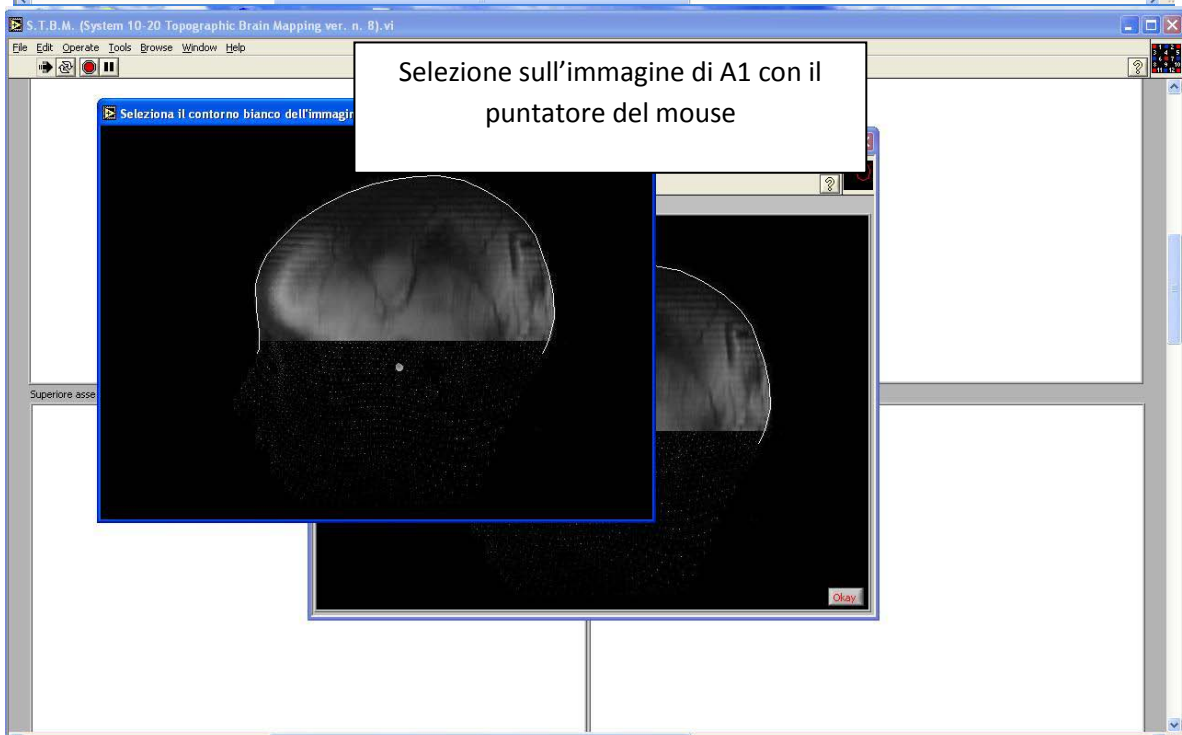 S.T.B.M. (System 10-20 Topographic Brain Mapping ver. n. 8).vi
File Edit Operate Tools Browse Window Help
Selezione sull’immagine di A1 con il
puntatore del mouse
Seleziona il contorno bianco dell'immagin
Superiore asse
Okay